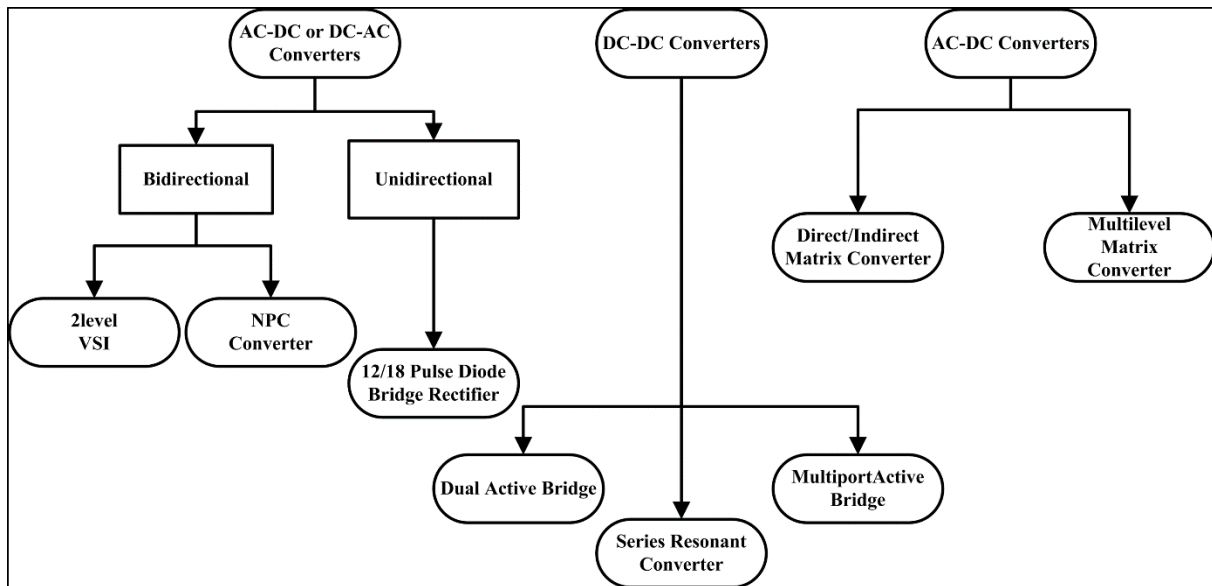 AC-DC or DC-AC
Converters
DC-DC Converters
AC-DC Converters
Bidirectional
Unidirectional
Direct/Indirect
Matrix Converter
Multilevel
Matrix
Converter
2level
VSI
NPC
Converter
12/18 Pulse Diode
Bridge Rectifier
Dual Active Bridge
MultiportActive
Bridge
Series Resonant
Converter